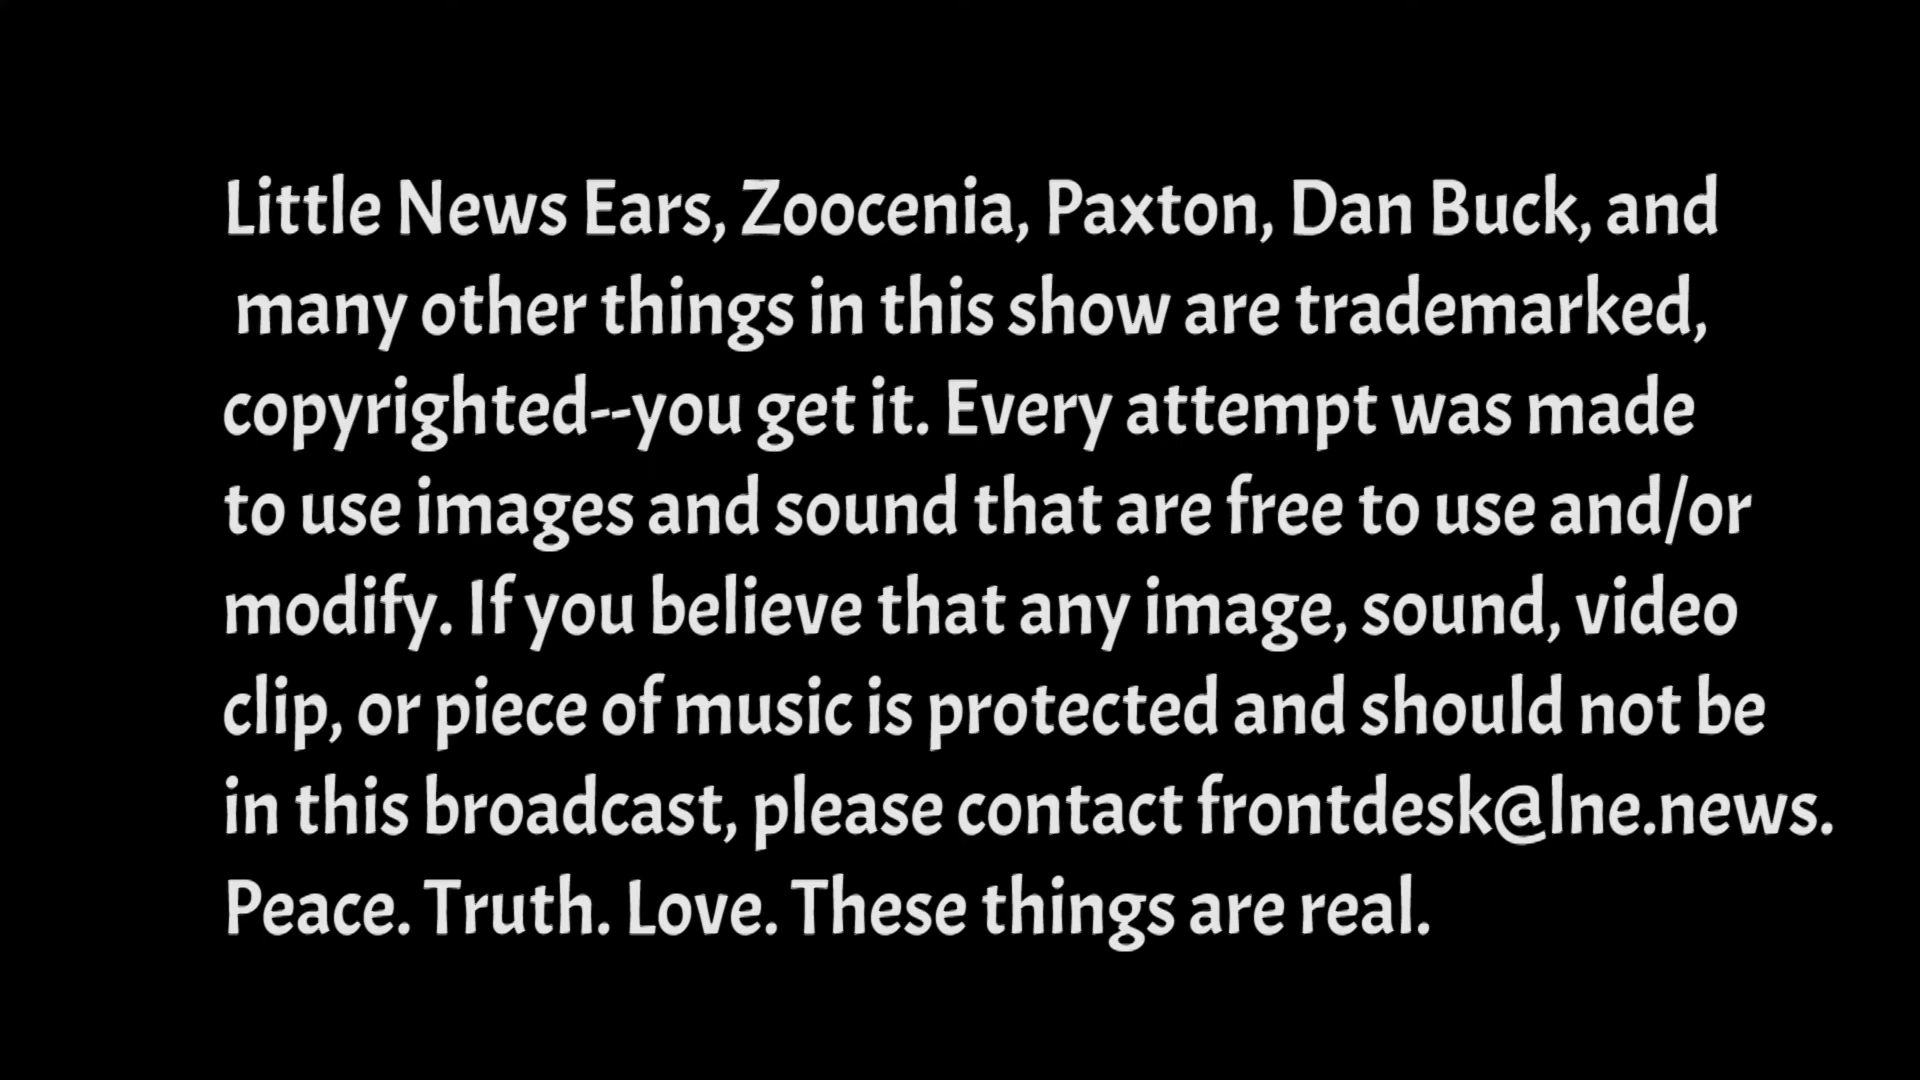 Little News Ears, Zoocenia, Paxton, Dan Buck, and
many other things in this show are trademarked,
copyrighted--you get it. Every attempt was made
to use images and sound that are free to use and/or
modify. If you believe that any image, sound, video
clip, or piece of music is protected and should not be
in this broadcast, please contact frontdesk@lne.news.
Peace. Truth. Love. These things are real.